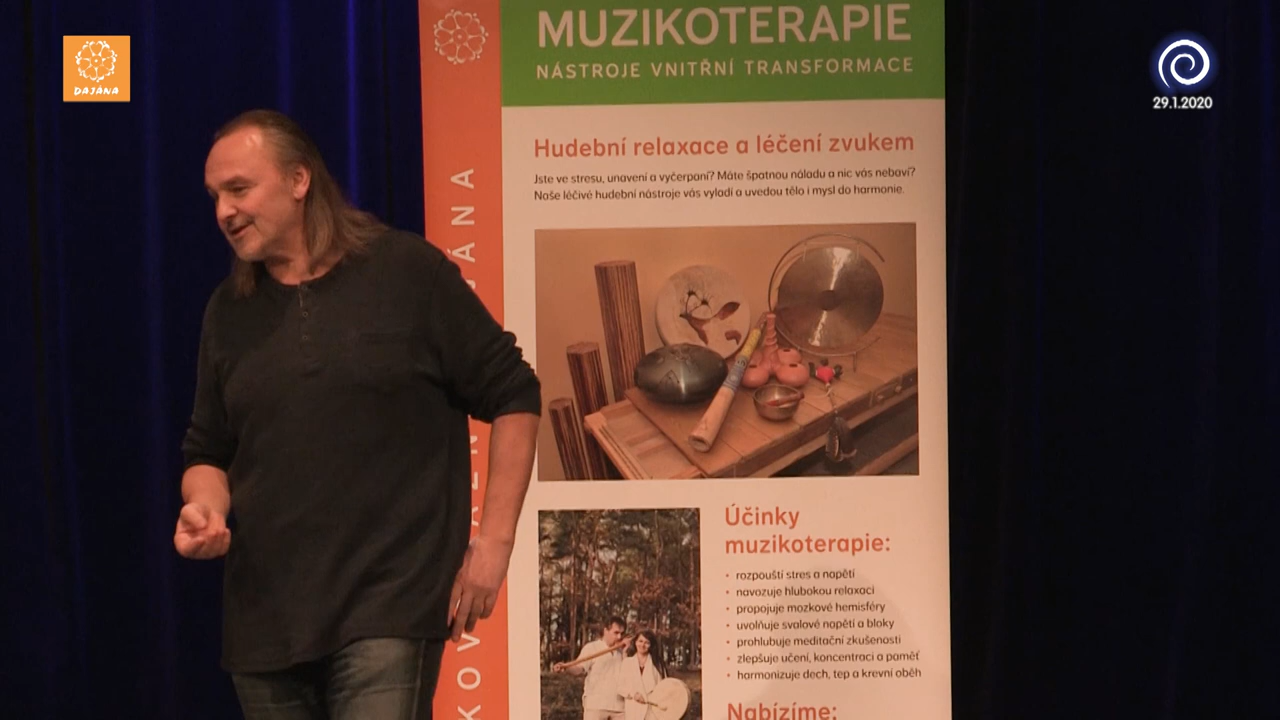 DAJÁNA
29.1.2020
MUZIKOTERAPIE
NÁSTROJE VNITŘNÍ TRANSFORMACE
Hudební relaxace a léčení zvukem
Jste ve stresu, unavení a vyčerpaní? Máte špatnou náladu a nic vás nebaví?
Naše léčivé hudební nástroje vás vyladí a uvedou tělo i mysl do harmonie.
Účinky
muzikoterapie:
• rozpouští stres a napětí
• navozuje hlubokou relaxaci
• propojuje mozkové hemisféry
• uvolňuje svalové napětí a bloky
• prohlubuje meditační zkušenosti
• zlepšuje učení, koncentraci a paměť
• harmonizuje dech, tep a krevní oběh
Nabízíme: